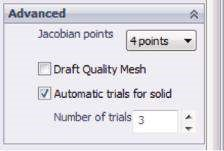 Advanced
Jacobian points 4 points
Draft Quality Mesh
Automatic trials for solid
Number of trials 3